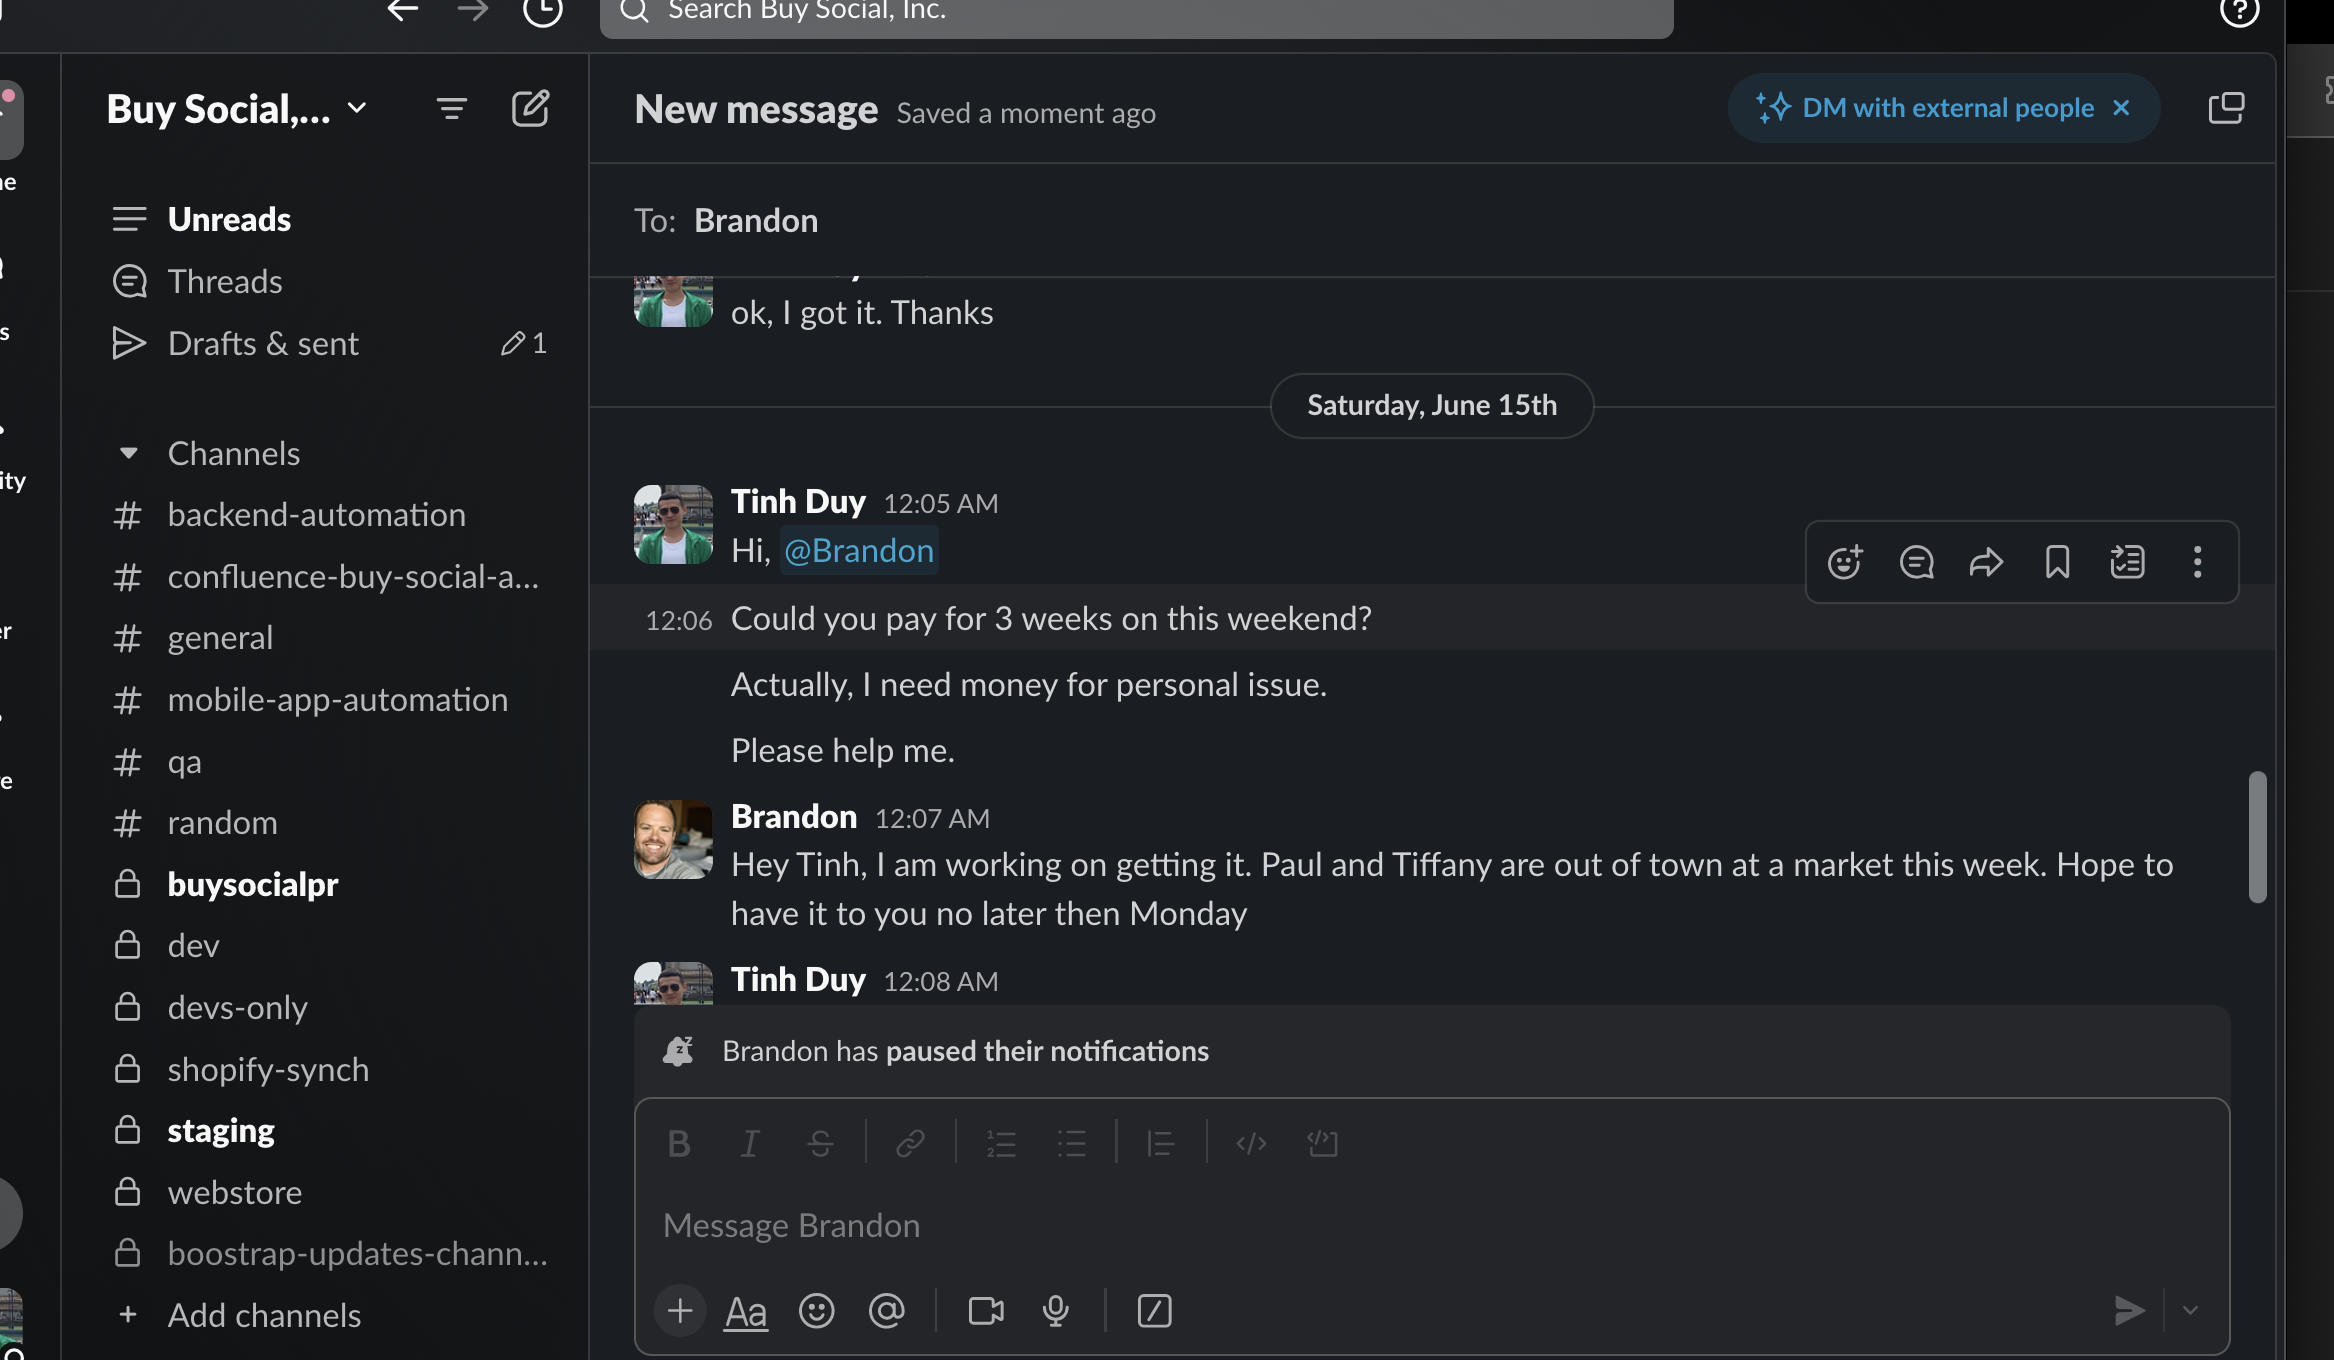 Search Buy Social, Inc.
Buy Social,...
Unreads
Threads
Drafts & sent
1
Channels
backend-automation
confluence-buy-social-a...
general
mobile-app-automation
qa
random
buysocialpr
dev
devs-only
shopify-synch
staging
webstore
boostrap-updates-chann...
Add channels
New message Saved a moment ago
DM with external people
To: Brandon
ok, I got it. Thanks
Saturday, June 15th
Tinh Duy 12:05 AM
Hi, @Brandon
12:06 Could you pay for 3 weeks on this weekend?
Actually, I need money for personal issue.
Please help me.
Brandon 12:07 AM
Hey Tinh, I am working on getting it. Paul and Tiffany are out of town at a market this week. Hope to
have it to you no later then Monday
Tinh Duy 12:08 AM
Brandon has paused their notifications
Message Brandon
Aa